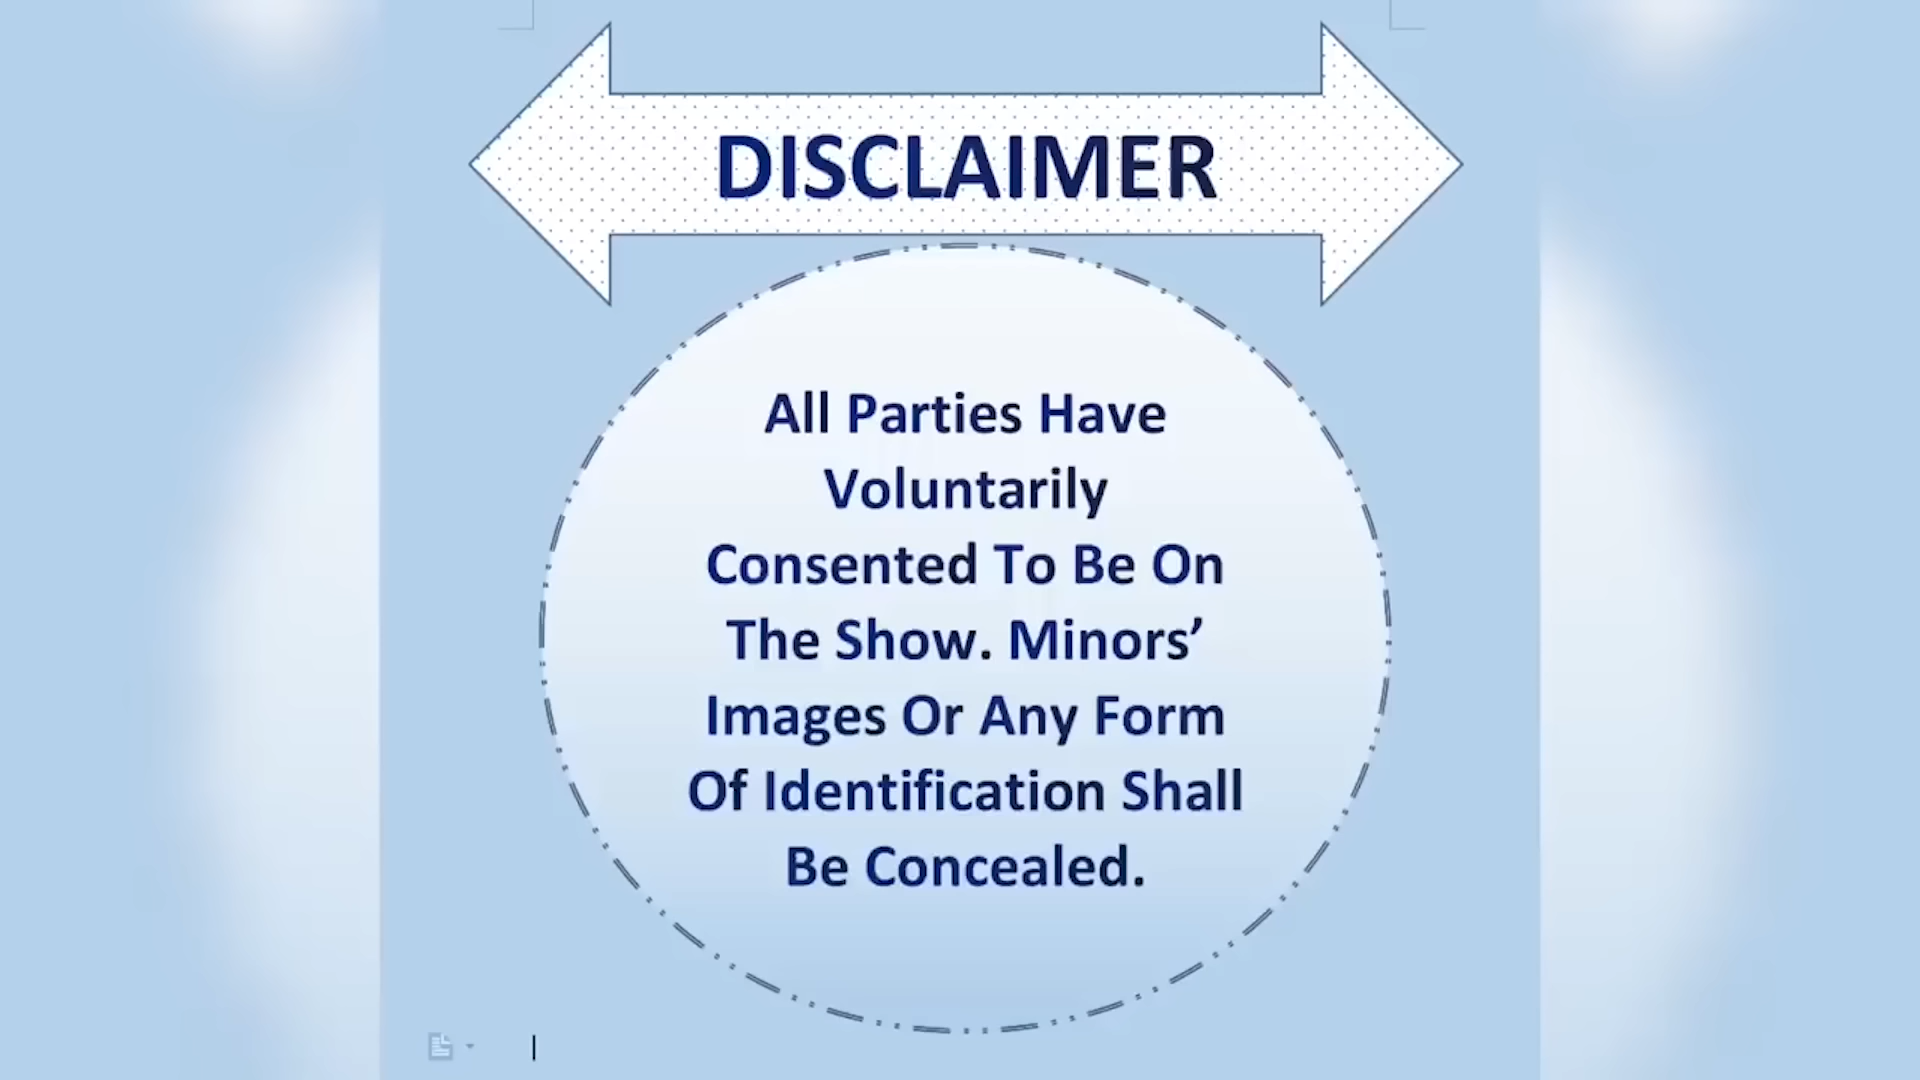 DISCLAIMER
All Parties Have
Voluntarily
Consented To Be On
The Show. Minors’
Images Or Any Form
Of Identification Shall
Be Concealed.